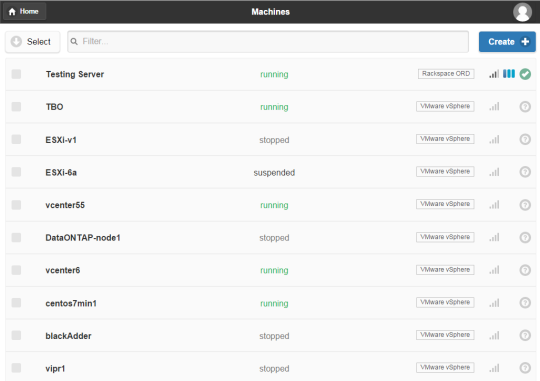 Home Machines
Select Filter... Create
Testing Server running Rackspace ORD
TBO running VMware vSphere
ESXi-v1 stopped VMware vSphere
ESXi-6a suspended VMware vSphere
vcenter55 running VMware vSphere
DataONTAP-node1 stopped VMware vSphere
vcenter6 running VMware vSphere
centos7min1 running VMware vSphere
blackAdder stopped VMware vSphere
vipr1 stopped VMware vSphere